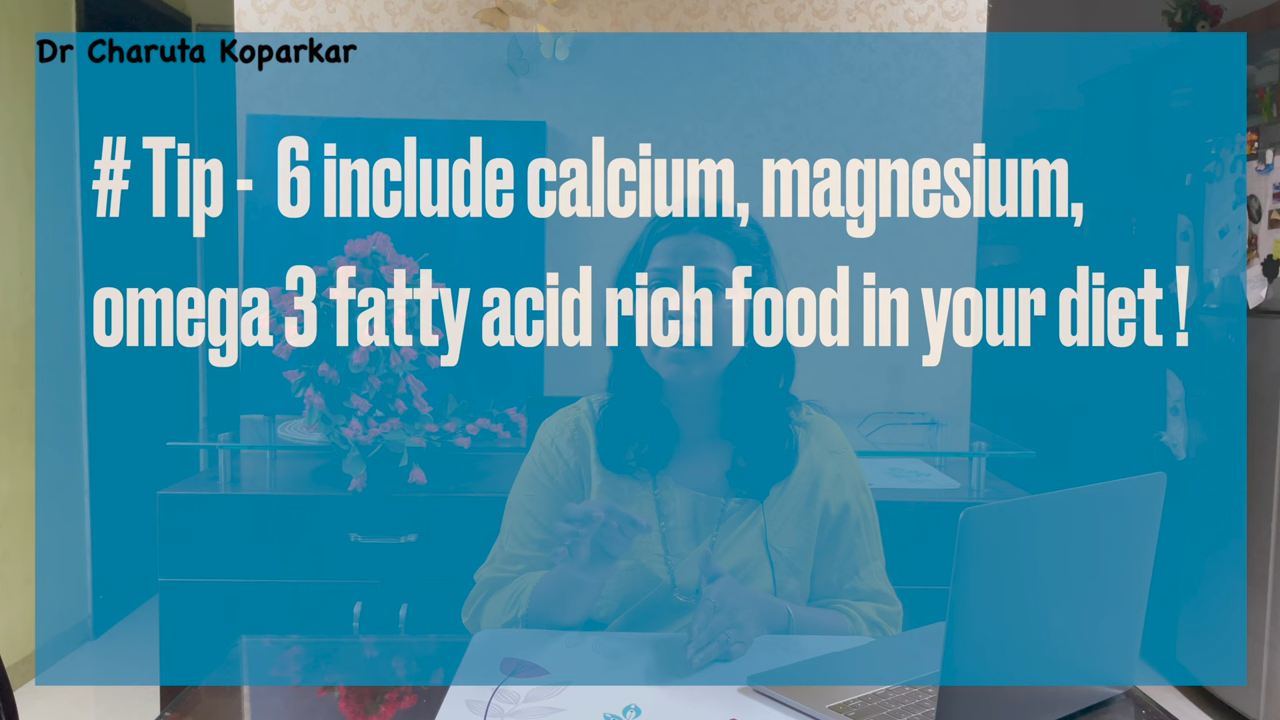 Dr Charuta Koparkar
# Tip - 6 include calcium, magnesium,
omega 3 fatty acid rich food in your diet !